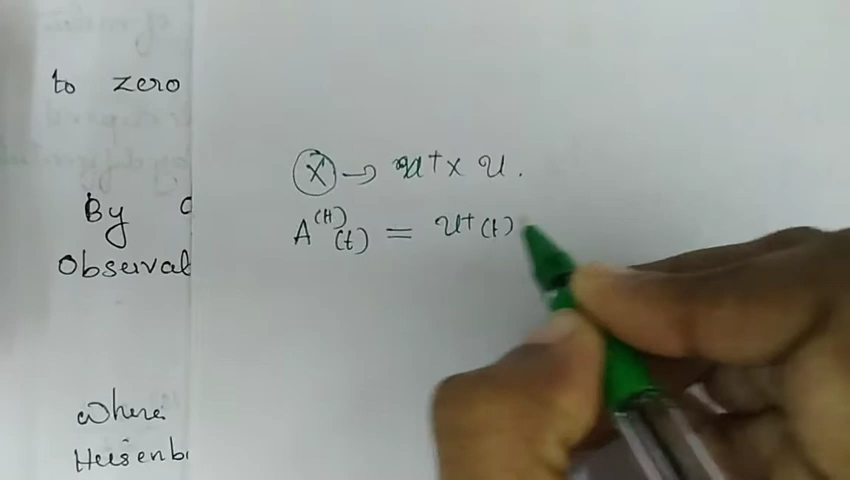 to zero
X → U† X U.
By
A(H)(t) = U†(t)
Observal
where
Heisenb